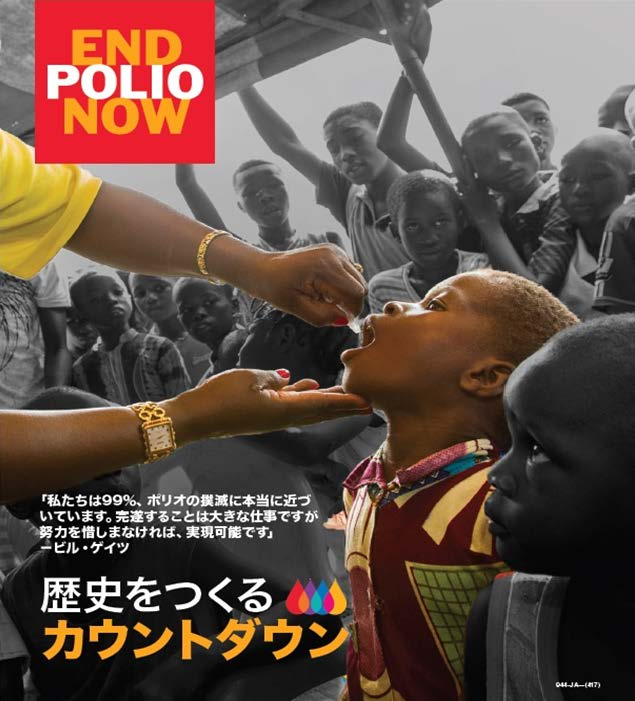 END
POLIO
NOW
「私たちは99%、ポリオの撲滅に本当に近づ
いています。完遂することは大きな仕事ですが
努力を惜しまなければ、実現可能です」
ービル・ゲイツ
歴史をつくる
カウントダウン
944-JA—(417)